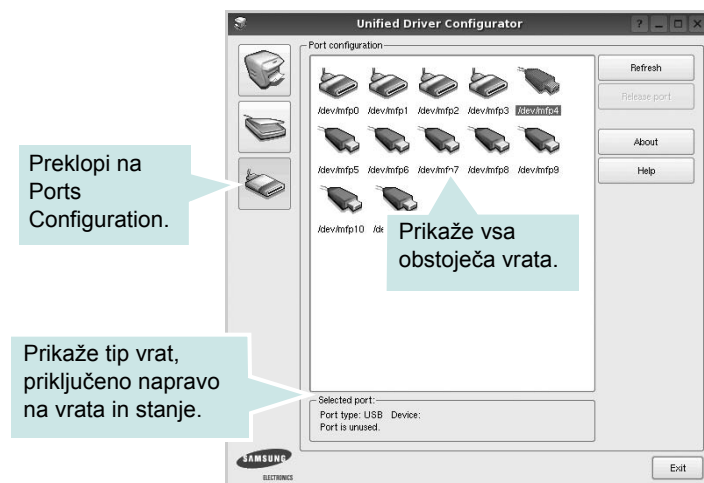 Unified Driver Configurator
Port configuration
/dev/mfp0 /dev/mfp1 /dev/mfp2 /dev/mfp3 /dev/mfp4
/dev/mfp5 /dev/mfp6 /dev/mfp7 /dev/mfp8 /dev/mfp9
/dev/mfp10
Refresh
Release port
About
Help
Preklopi na
Ports
Configuration.
Prikaže vsa
obstoječa vrata.
Prikaže tip vrat,
priključeno napravo
na vrata in stanje.
Selected port:
Port type: USB Device:
Port is unused.
SAMSUNG
ELECTRONICS
Exit